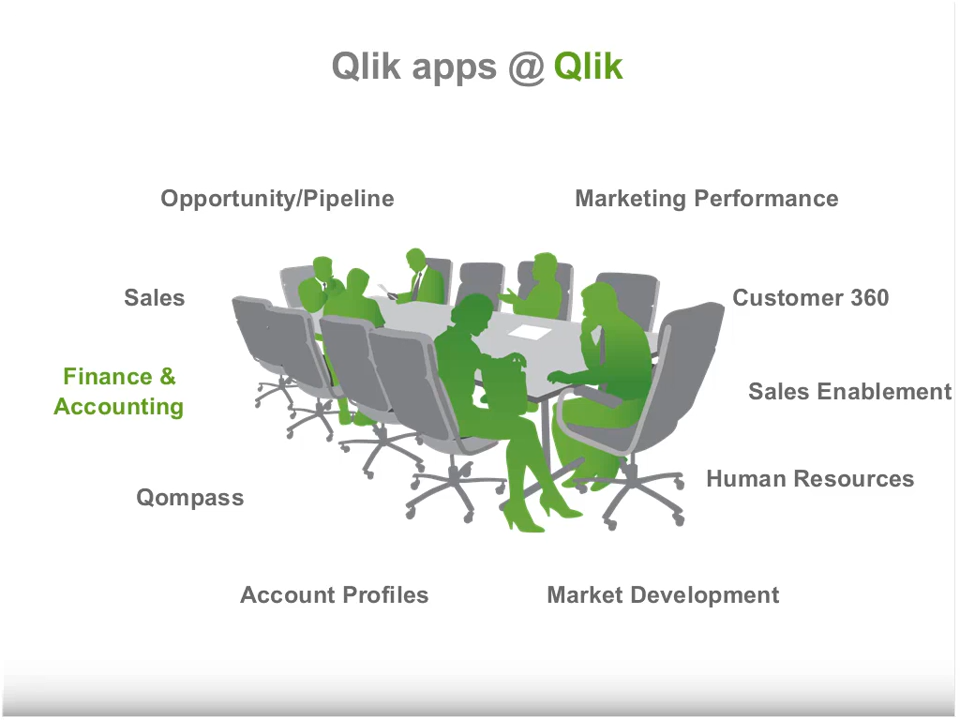 Qlik apps @ Qlik
Opportunity/Pipeline
Marketing Performance
Sales
Customer 360
Finance &
Accounting
Sales Enablement
Human Resources
Qompass
Account Profiles
Market Development